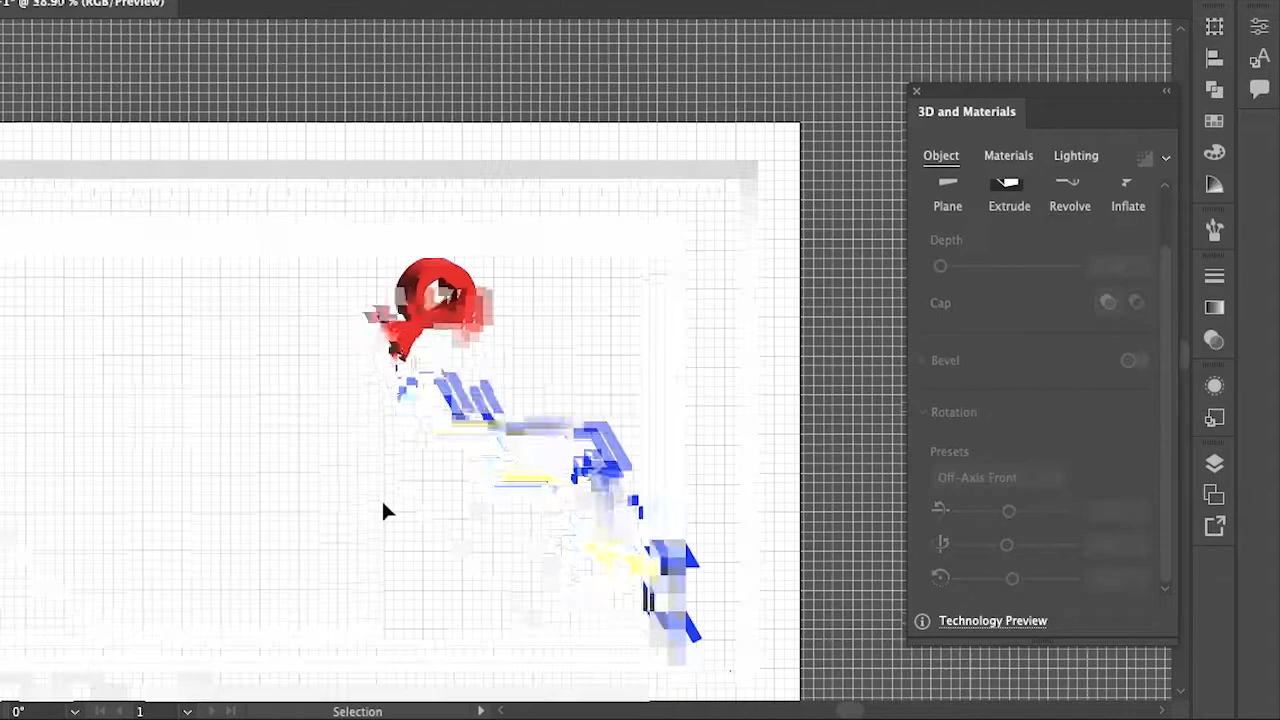 1* @ 38.90 % (RGB/Preview)
3D and Materials
Object Materials Lighting
Plane Extrude Revolve Inflate
Depth
Cap
Bevel
Rotation
Presets
Off-Axis Front
Technology Preview
0° 1 Selection